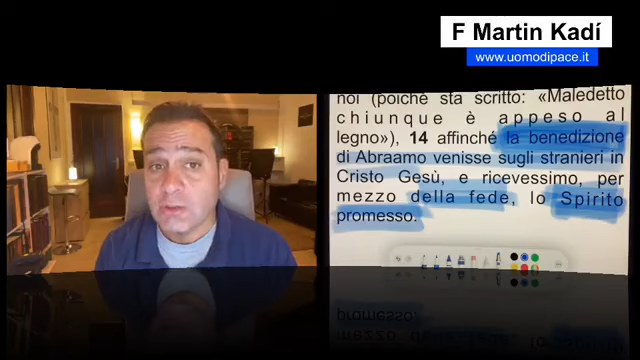 F Martin Kadí
www.uomodipace.it
noi (poiché sta scritto: «Maledetto
chiunque è appeso al
legno»), 14 affinché la benedizione
di Abraamo venisse sugli stranieri in
Cristo Gesù, e ricevessimo, per
mezzo della fede, lo Spirito
promesso.